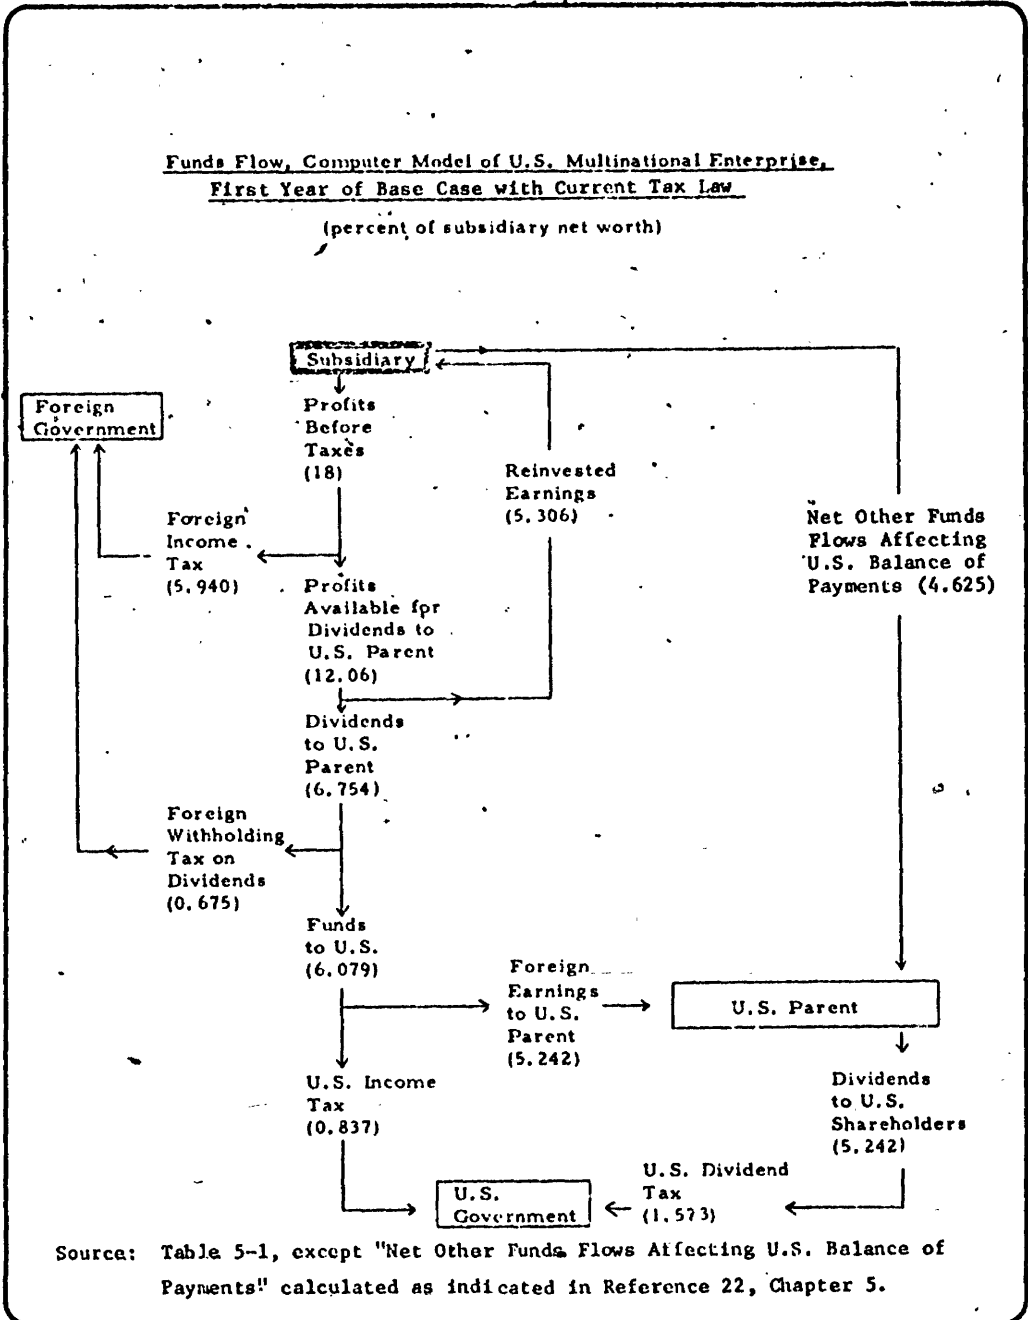 Funds Flow, Computer Model of U.S. Multinational Enterprise,
First Year of Base Case with Current Tax Law
(percent of subsidiary net worth)
Subsidiary
Foreign
Government
Profits
Before
Taxes
(18)
Reinvested
Earnings
(5.306)
Net Other Funds
Flows Affecting
U.S. Balance of
Payments (4.625)
Foreign
Income
Tax
(5.940)
Profits
Available for
Dividends to
U.S. Parent
(12.06)
Dividends
to U.S.
Parent
(6.754)
Foreign
Withholding
Tax on
Dividends
(0.675)
Funds
to U.S.
(6.079)
Foreign
Earnings
to U.S.
Parent
(5.242)
U.S. Parent
U.S. Income
Tax
(0.837)
Dividends
to U.S.
Shareholders
(5.242)
U.S. Dividend
Tax
(1.573)
U.S.
Government
Source: Table 5-1, except "Net Other Funds Flows Affecting U.S. Balance of
Payments" calculated as indicated in Reference 22, Chapter 5.